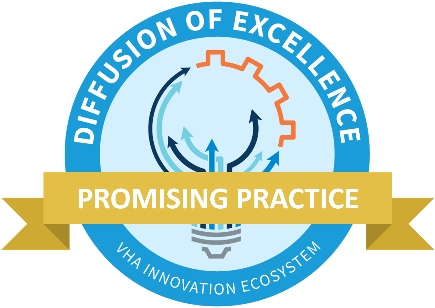 DIFFUSION OF EXCELLENCE
PROMISING PRACTICE
VHA INNOVATION ECOSYSTEM